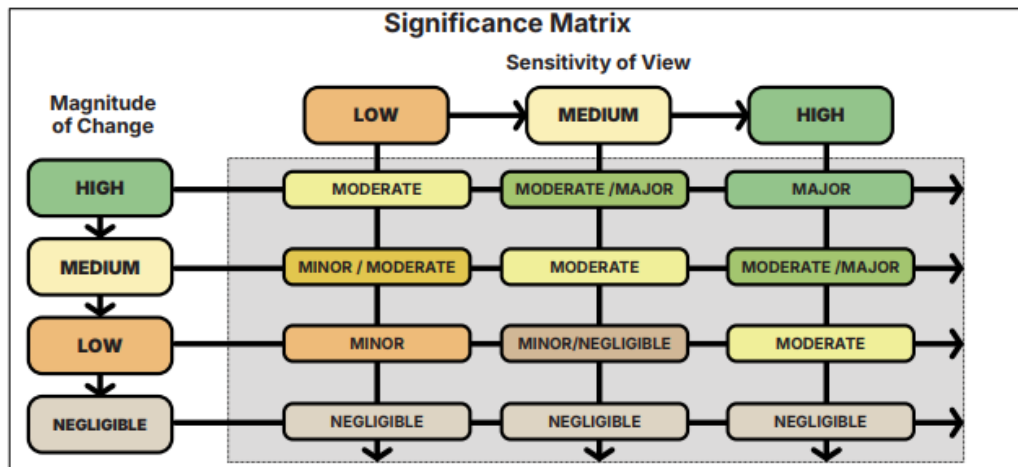 Significance Matrix
Sensitivity of View
Magnitude
of Change
LOW
MEDIUM
HIGH
HIGH
MODERATE
MODERATE /MAJOR
MAJOR
MEDIUM
MINOR / MODERATE
MODERATE
MODERATE /MAJOR
LOW
MINOR
MINOR/NEGLIGIBLE
MODERATE
NEGLIGIBLE
NEGLIGIBLE
NEGLIGIBLE
NEGLIGIBLE